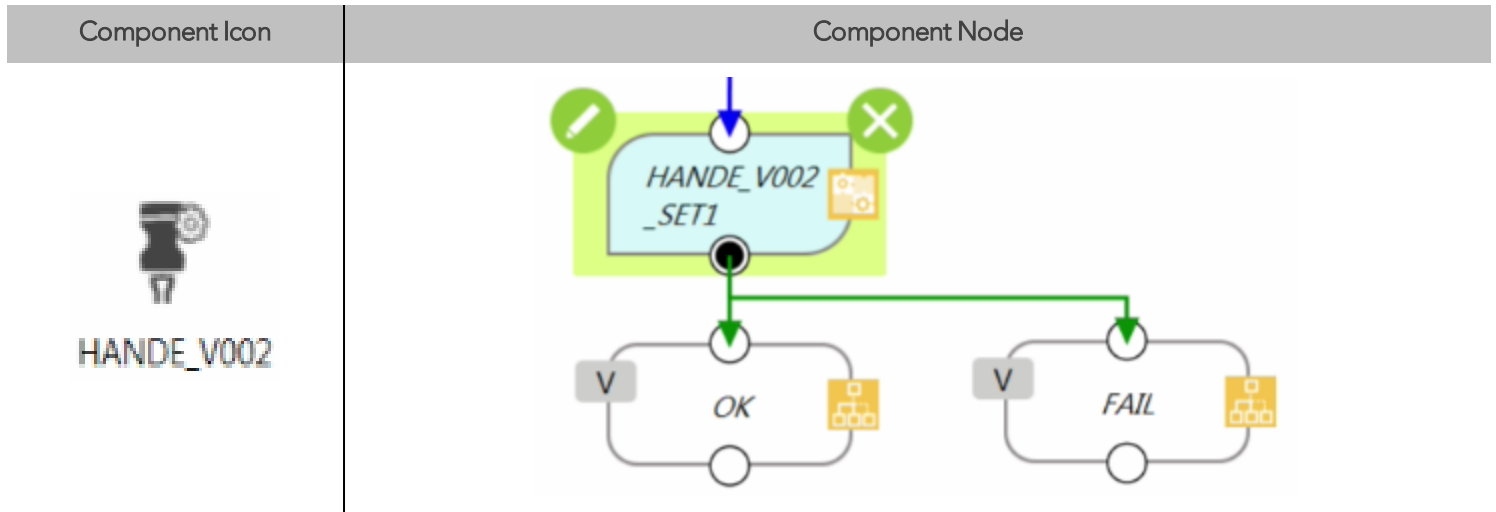 Component Icon
Component Node
HANDE_V002
_SET1
HANDE_V002
V
OK
V
FAIL